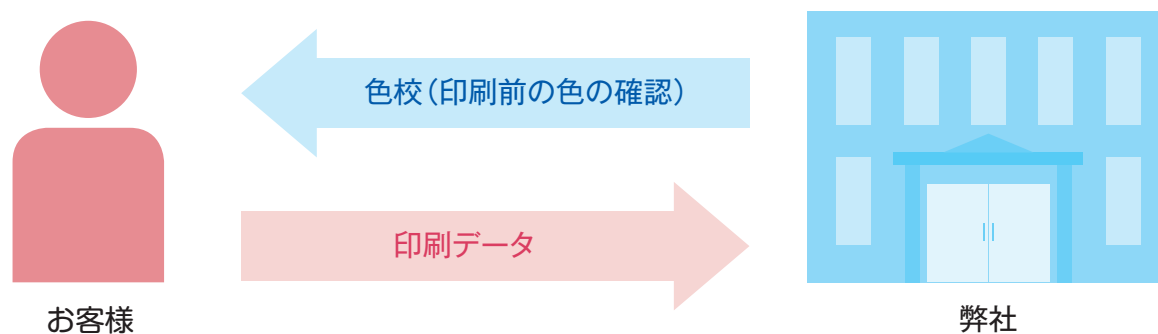 色校（印刷前の色の確認）
印刷データ
お客様
弊社